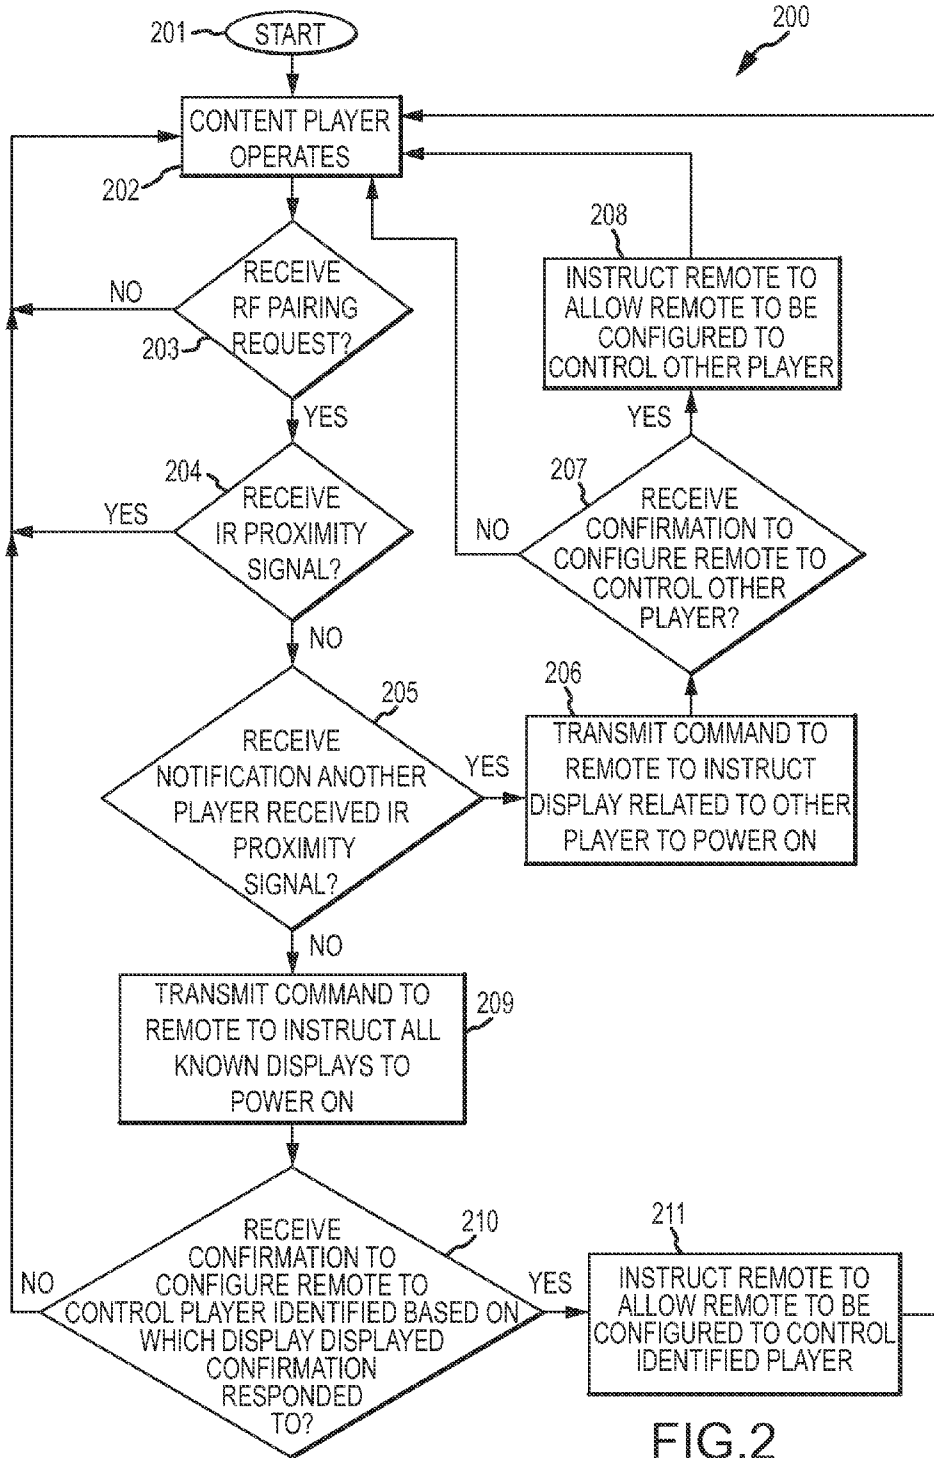 200
201
START
CONTENT PLAYER
OPERATES
202
RECEIVE
RF PAIRING
REQUEST?
NO
203
YES
208
INSTRUCT REMOTE TO
ALLOW REMOTE TO BE
CONFIGURED TO
CONTROL OTHER PLAYER
YES
204
RECEIVE
IR PROXIMITY
SIGNAL?
YES
NO
207
RECEIVE
CONFIRMATION TO
CONFIGURE REMOTE TO
CONTROL OTHER
PLAYER?
NO
205
RECEIVE
NOTIFICATION ANOTHER
PLAYER RECEIVED IR
PROXIMITY
SIGNAL?
YES
NO
206
TRANSMIT COMMAND TO
REMOTE TO INSTRUCT
DISPLAY RELATED TO OTHER
PLAYER TO POWER ON
TRANSMIT COMMAND TO
REMOTE TO INSTRUCT ALL
KNOWN DISPLAYS TO
POWER ON
209
210
RECEIVE
CONFIRMATION TO
CONFIGURE REMOTE TO
CONTROL PLAYER IDENTIFIED BASED ON
WHICH DISPLAY DISPLAYED
CONFIRMATION
RESPONDED
TO?
NO
YES
211
INSTRUCT REMOTE TO
ALLOW REMOTE TO BE
CONFIGURED TO CONTROL
IDENTIFIED PLAYER
FIG.2